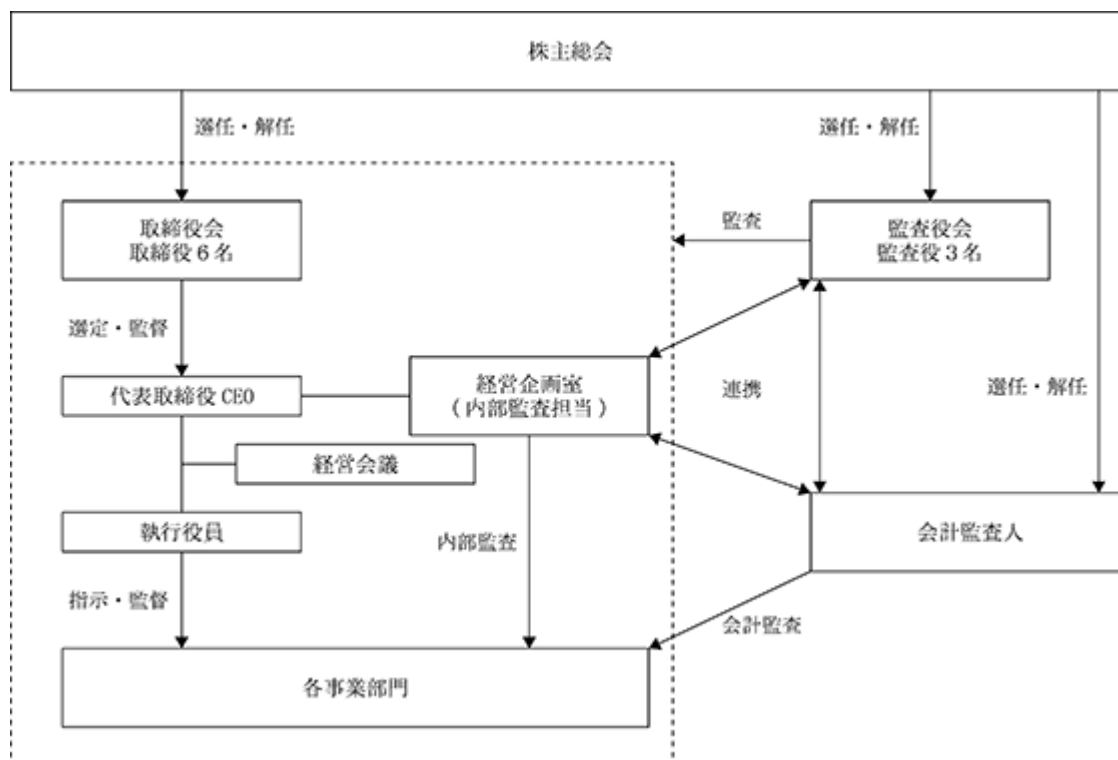 株主総会
選任・解任
選任・解任
取締役会
取締役6名
監査
監査役会
監査役3名
選定・監督
代表取締役 CEO
経営企画室
(内部監査担当)
連携
選任・解任
経営会議
執行役員
内部監査
会計監査人
指示・監督
会計監査
各事業部門